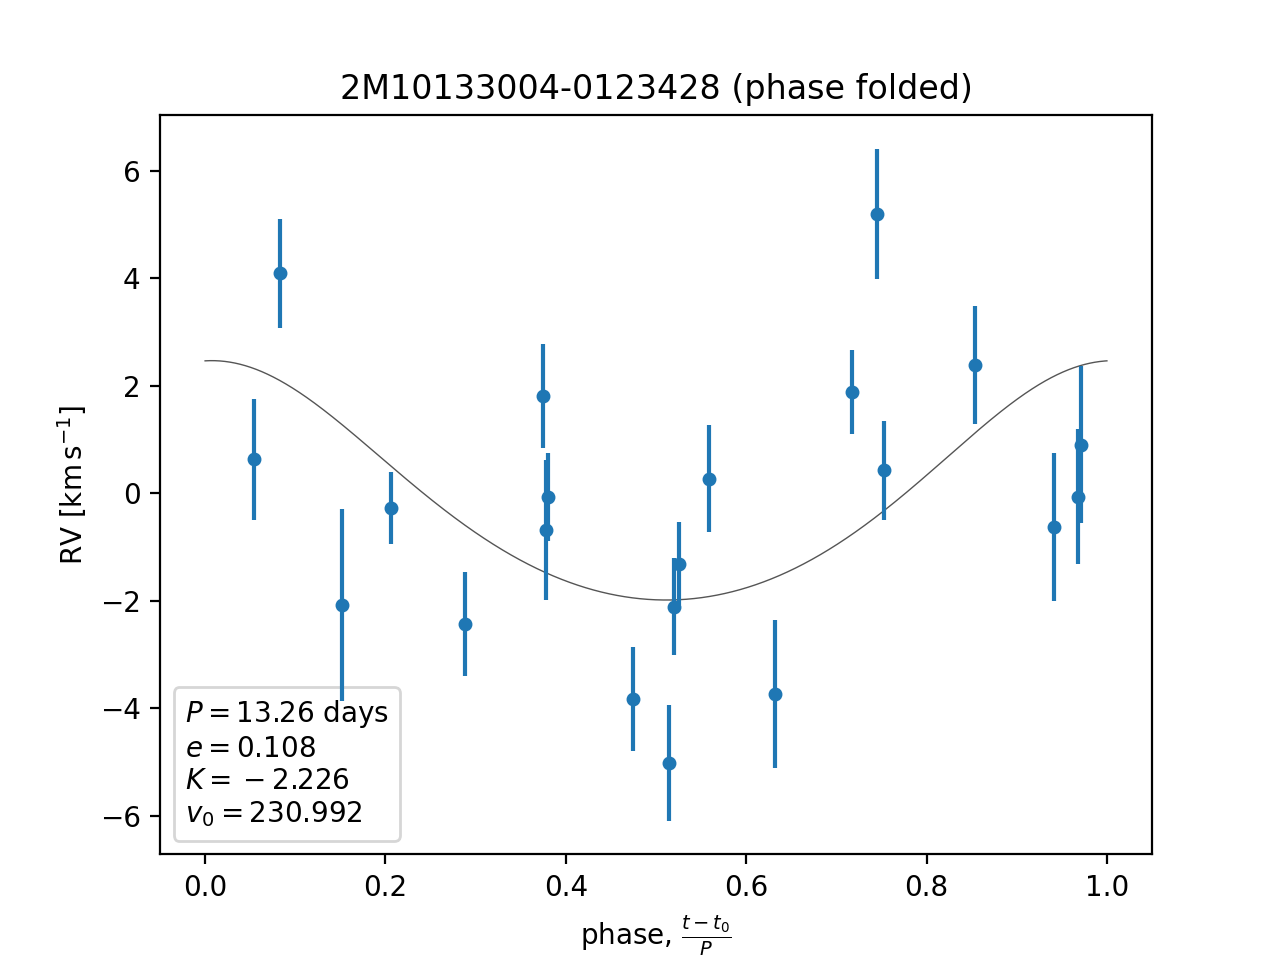 2M10133004-0123428 (phase folded)
RV [km s⁻¹]
6
4
2
0
−2
−4
−6
P = 13.26 days
e = 0.108
K = −2.226
v₀ = 230.992
0.0 0.2 0.4 0.6 0.8 1.0
phase, (t − t₀)/P